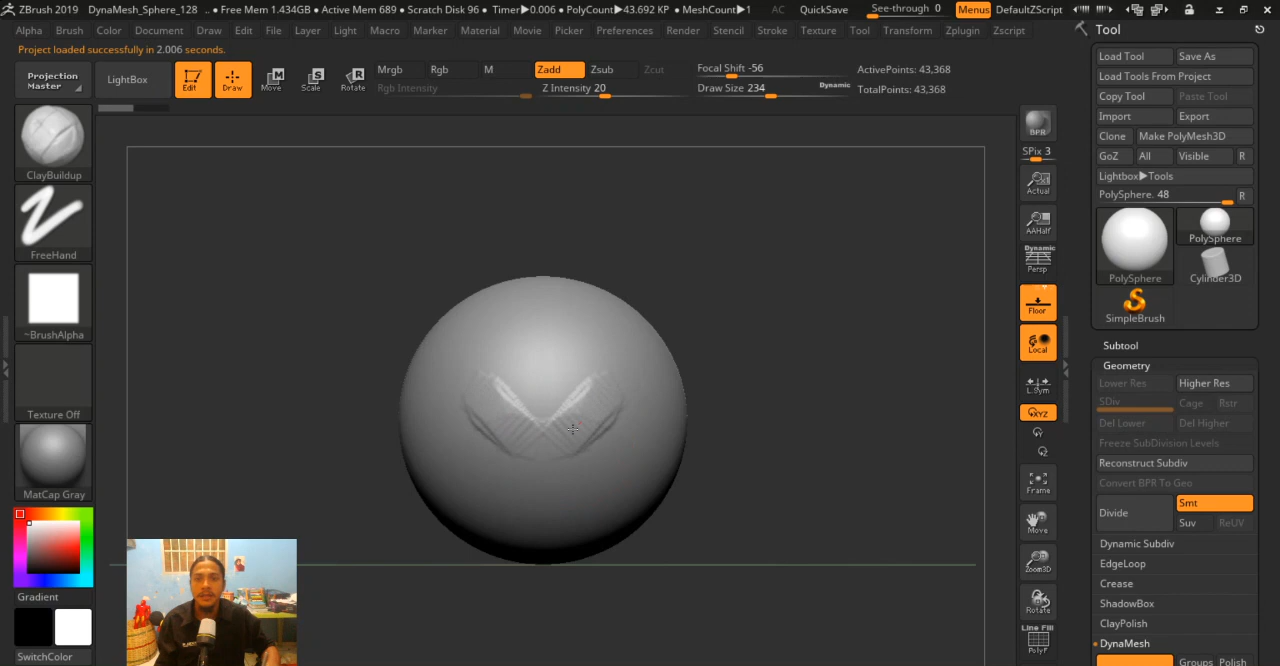 ZBrush 2019 DynaMesh_Sphere_128 .. • Free Mem 1.434GB • Active Mem 689 • Scratch Disk 96 • Timer▶0.006 • PolyCount▶43.692 KP • MeshCount▶1 AC QuickSave See-through 0 Menus DefaultZScript
Alpha Brush Color Document Draw Edit File Layer Light Macro Marker Material Movie Picker Preferences Render Stencil Stroke Texture Tool Transform Zplugin Zscript
Project loaded successfully in 2.006 seconds.
Projection
Master
LightBox
Edit
Draw
Move
Scale
Rotate
Mrgb Rgb M
Rgb Intensity
Zadd Zsub Zcut
Z Intensity 20
Focal Shift -56
Draw Size 234
Dynamic
ActivePoints: 43,368
TotalPoints: 43,368
ClayBuildup
FreeHand
~BrushAlpha
Texture Off
MatCap Gray
Gradient
SwitchColor
BPR
SPix 3
Actual
AAHalf
Dynamic
Persp
Floor
Local
L.Sym
XYZ
Frame
Move
Zoom3D
Rotate
Line Fill
PolyF
Tool
Load Tool Save As
Load Tools From Project
Copy Tool Paste Tool
Import Export
Clone Make PolyMesh3D
GoZ All Visible R
Lightbox▶Tools
PolySphere. 48 R
PolySphere
PolySphere
Cylinder3D
SimpleBrush
Subtool
Geometry
Lower Res Higher Res
SDiv Cage Rstr
Del Lower Del Higher
Freeze SubDivision Levels
Reconstruct Subdiv
Convert BPR To Geo
Divide
Smt
Suv ReUV
Dynamic Subdiv
EdgeLoop
Crease
ShadowBox
ClayPolish
DynaMesh
Groups Polish